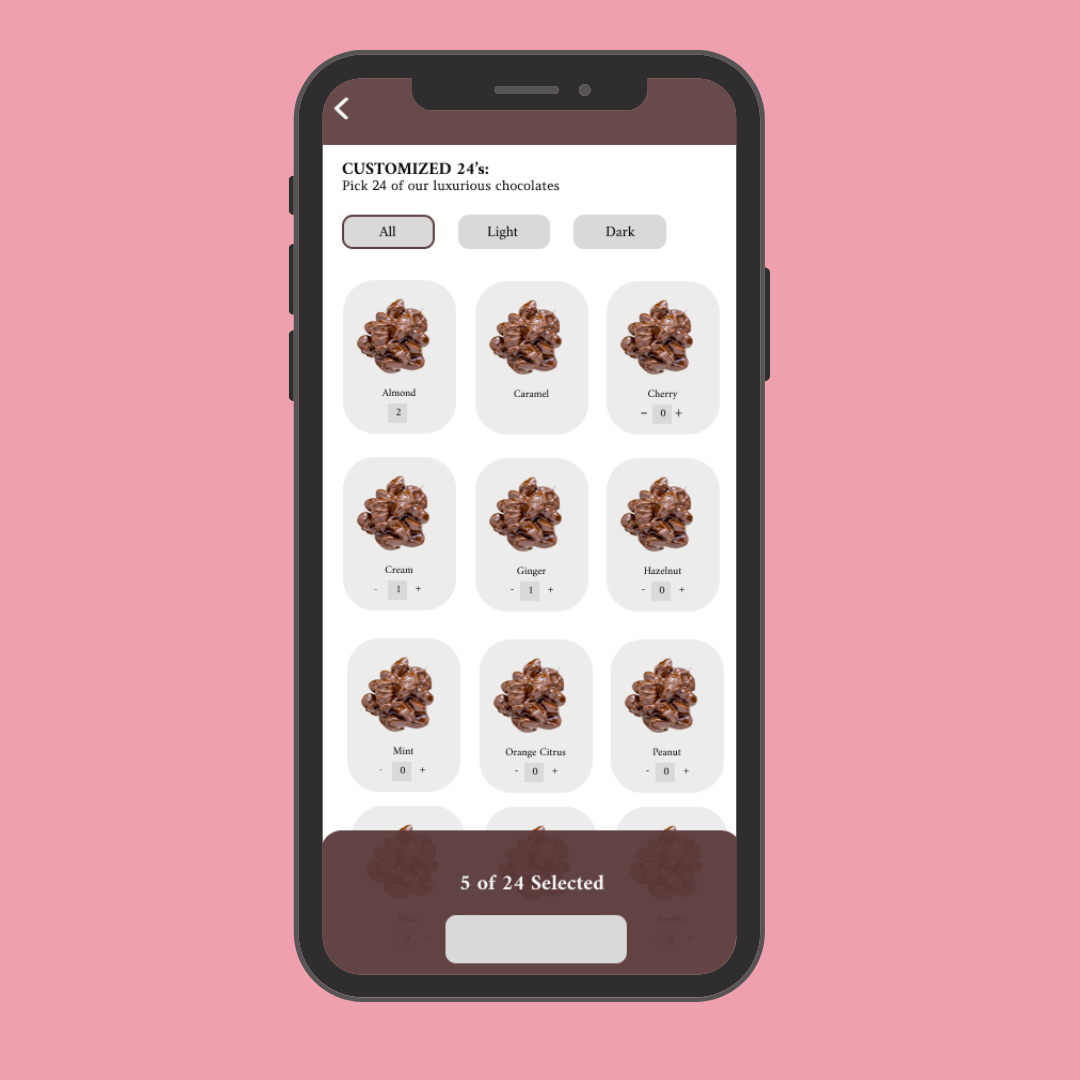 CUSTOMIZED 24's:
Pick 24 of our luxurious chocolates
All Light Dark
Almond Caramel Cherry
2 - 0 +
Cream Ginger Hazelnut
- 1 + - 1 + - 0 +
Mint Orange Citrus Peanut
- 0 + - 0 + - 0 +
5 of 24 Selected